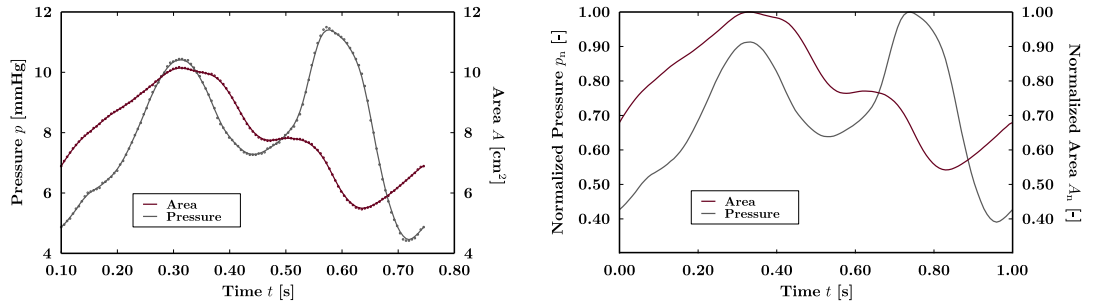 12
10
8
6
4
Pressure p [mmHg]
12
10
8
6
4
Area A [cm²]
Area
Pressure
0.10 0.20 0.30 0.40 0.50 0.60 0.70 0.80
Time t [s]
1.00
0.90
0.80
0.70
0.60
0.50
0.40
Normalized Pressure pₙ [-]
1.00
0.90
0.80
0.70
0.60
0.50
0.40
Normalized Area Aₙ [-]
Area
Pressure
0.00 0.20 0.40 0.60 0.80 1.00
Time t [s]